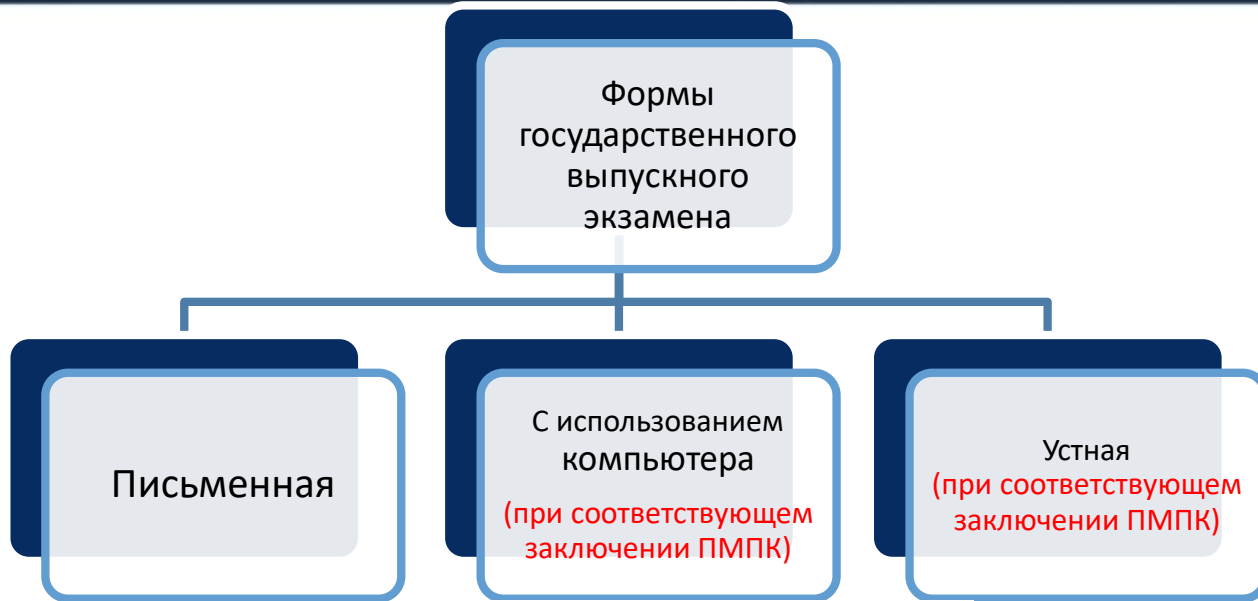 Формы
государственного
выпускного
экзамена
Письменная
С использованием
компьютера
(при соответствующем
заключении ПМПК)
Устная
(при соответствующем
заключении ПМПК)